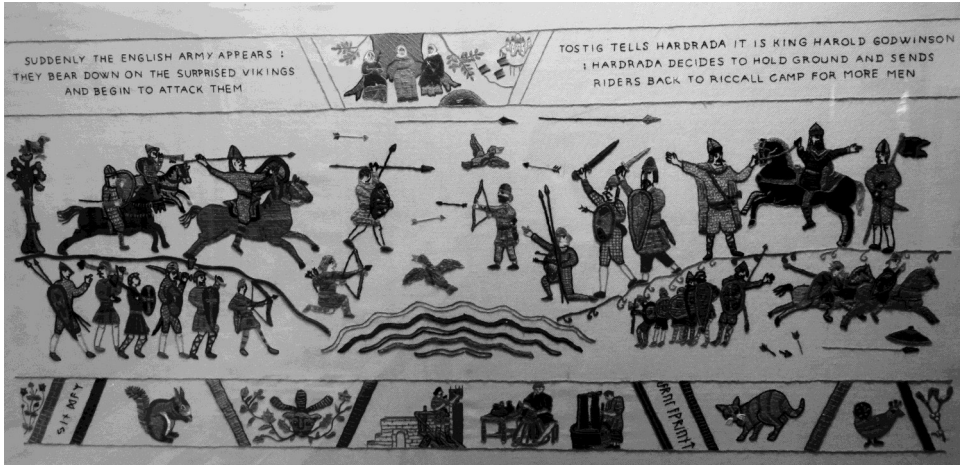 SUDDENLY THE ENGLISH ARMY APPEARS :
THEY BEAR DOWN ON THE SURPRISED VIKINGS
AND BEGIN TO ATTACK THEM
TOSTIG TELLS HARDRADA IT IS KING HAROLD GODWINSON
: HARDRADA DECIDES TO HOLD GROUND AND SENDS
RIDERS BACK TO RICCALL CAMP FOR MORE MEN